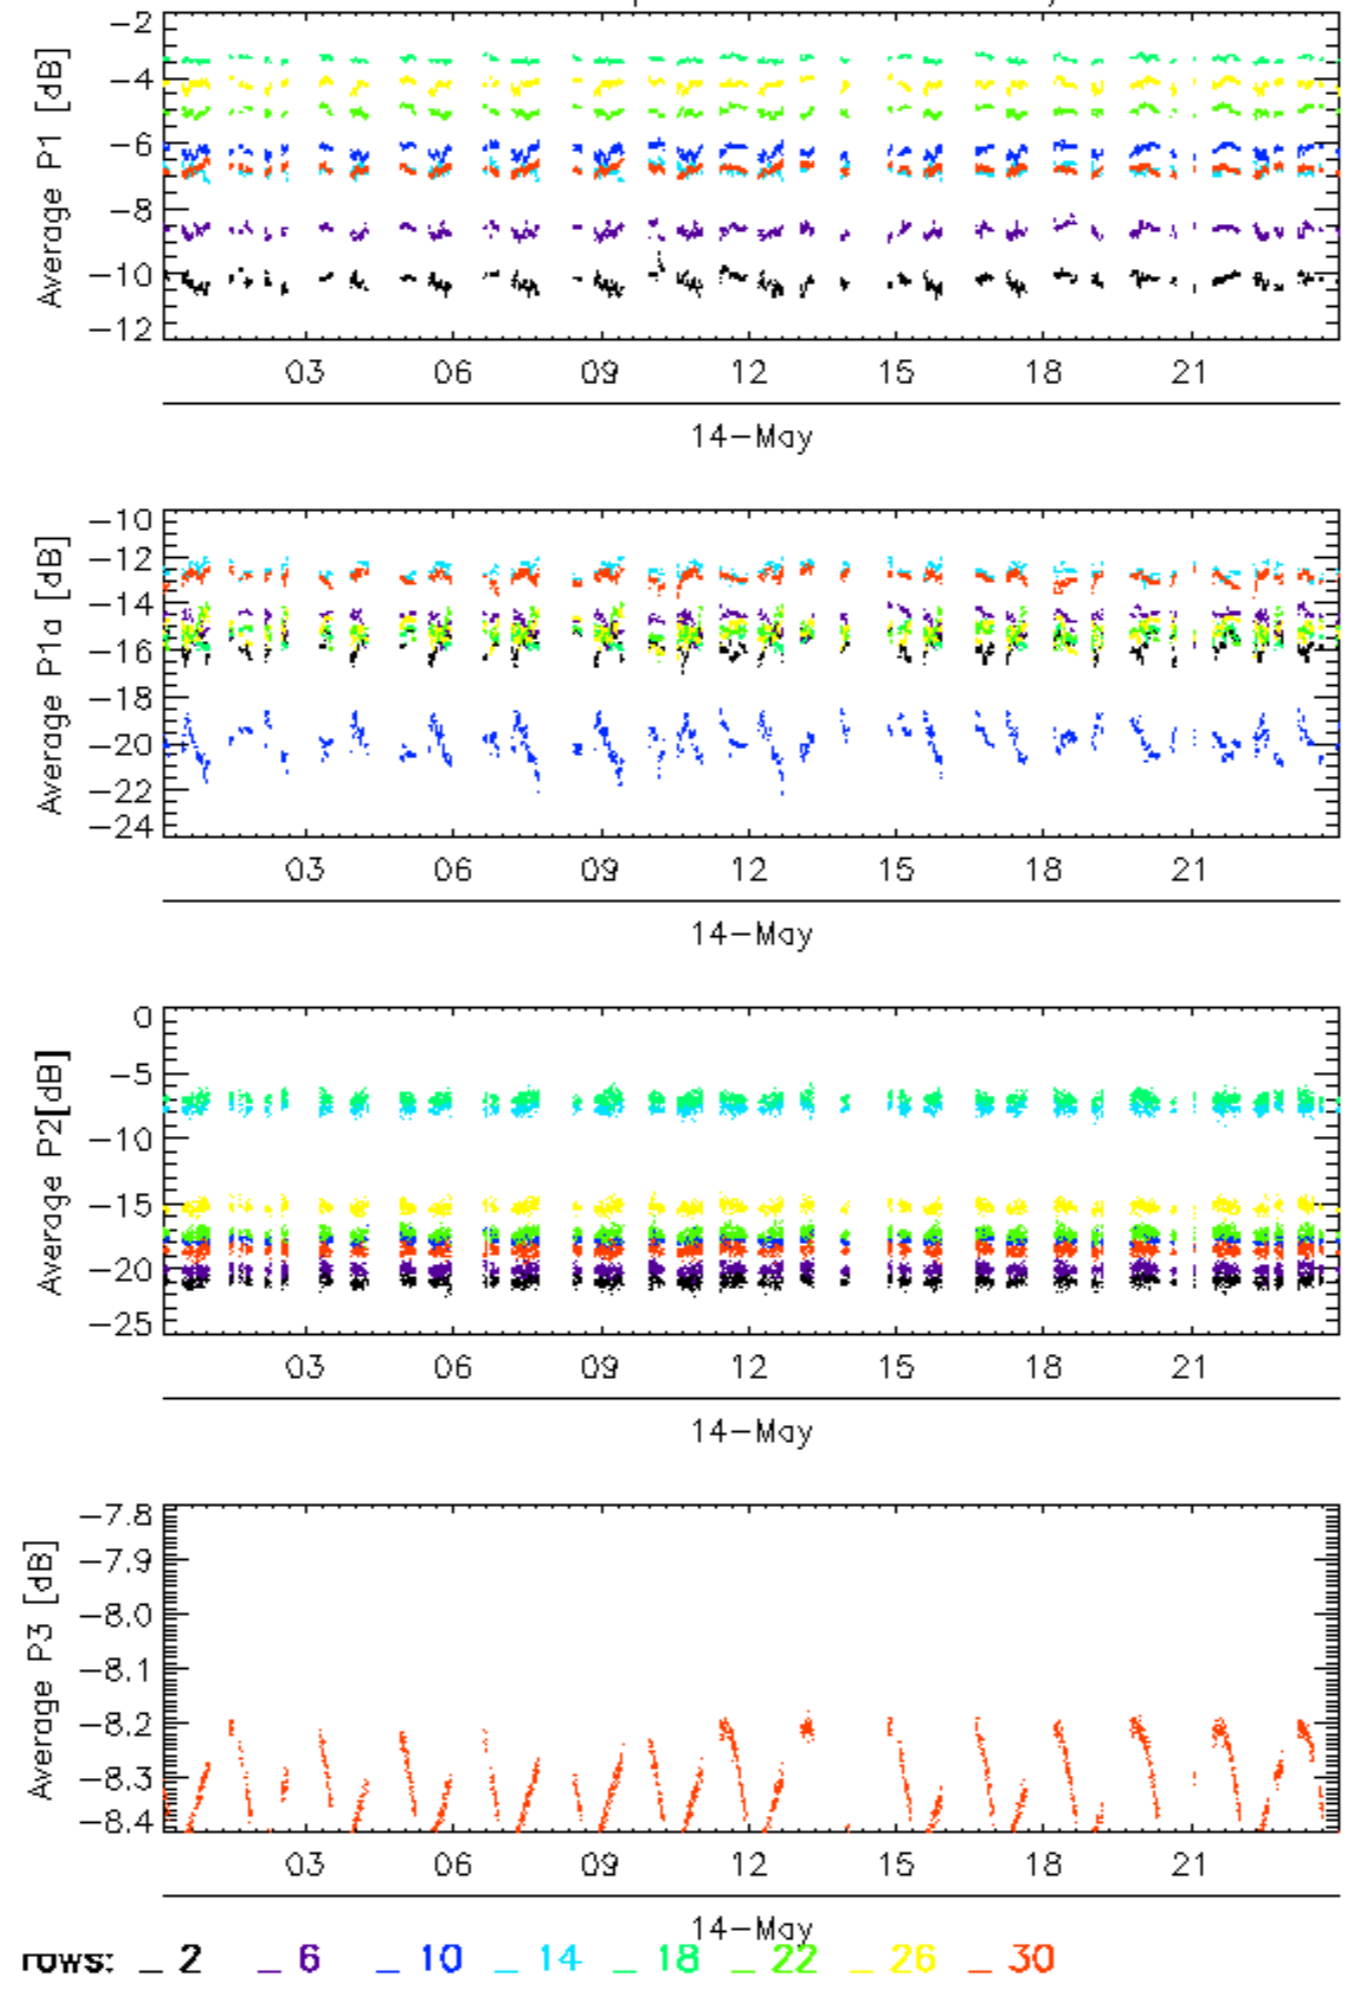 Average P1 [dB]
-2
-4
-6
-8
-10
-12
03 06 09 12 15 18 21
14-May
Average P1a [dB]
-10
-12
-14
-16
-18
-20
-22
-24
03 06 09 12 15 18 21
14-May
Average P2[dB]
0
-5
-10
-15
-20
-25
03 06 09 12 15 18 21
14-May
Average P3 [dB]
-7.8
-7.9
-8.0
-8.1
-8.2
-8.3
-8.4
03 06 09 12 15 18 21
14-May
rows: _ 2 _ 6 _ 10 _ 14 _ 18 _ 22 _ 26 _ 30